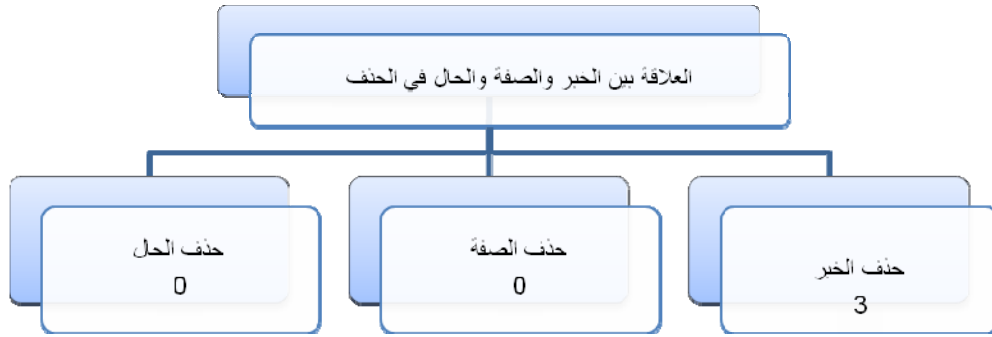 العلاقة بين الخبر والصفة والحال في الحذف
حذف الخبر
3
حذف الصفة
0
حذف الحال
0